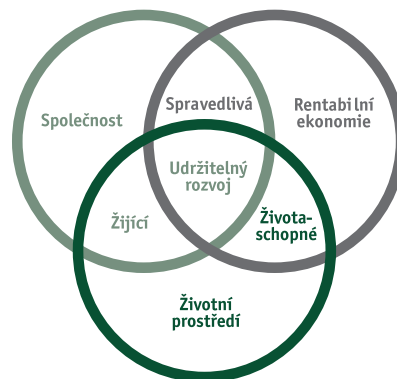 Společnost
Spravedlivá
Rentabilní
ekonomie
Udržitelný
rozvoj
Žijící
Života-
schopné
Životní
prostředí